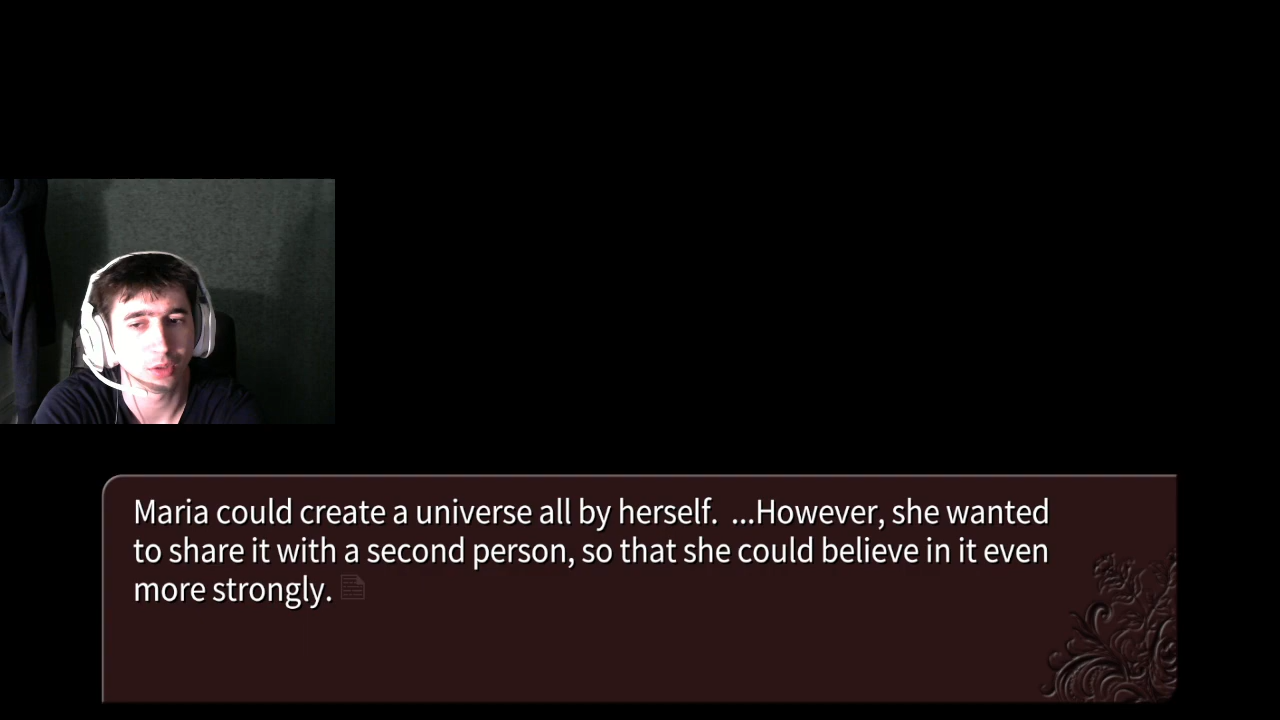 Maria could create a universe all by herself.  ...However, she wanted
to share it with a second person, so that she could believe in it even
more strongly.